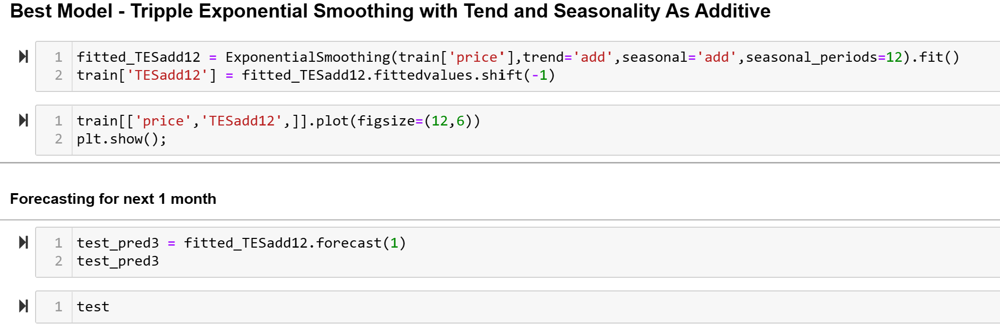 Best Model - Tripple Exponential Smoothing with Tend and Seasonality As Additive
1 fitted_TESadd12 = ExponentialSmoothing(train['price'],trend='add',seasonal='add',seasonal_periods=12).fit()
2 train['TESadd12'] = fitted_TESadd12.fittedvalues.shift(-1)
1 train[['price','TESadd12',]].plot(figsize=(12,6))
2 plt.show();
Forecasting for next 1 month
1 test_pred3 = fitted_TESadd12.forecast(1)
2 test_pred3
1 test